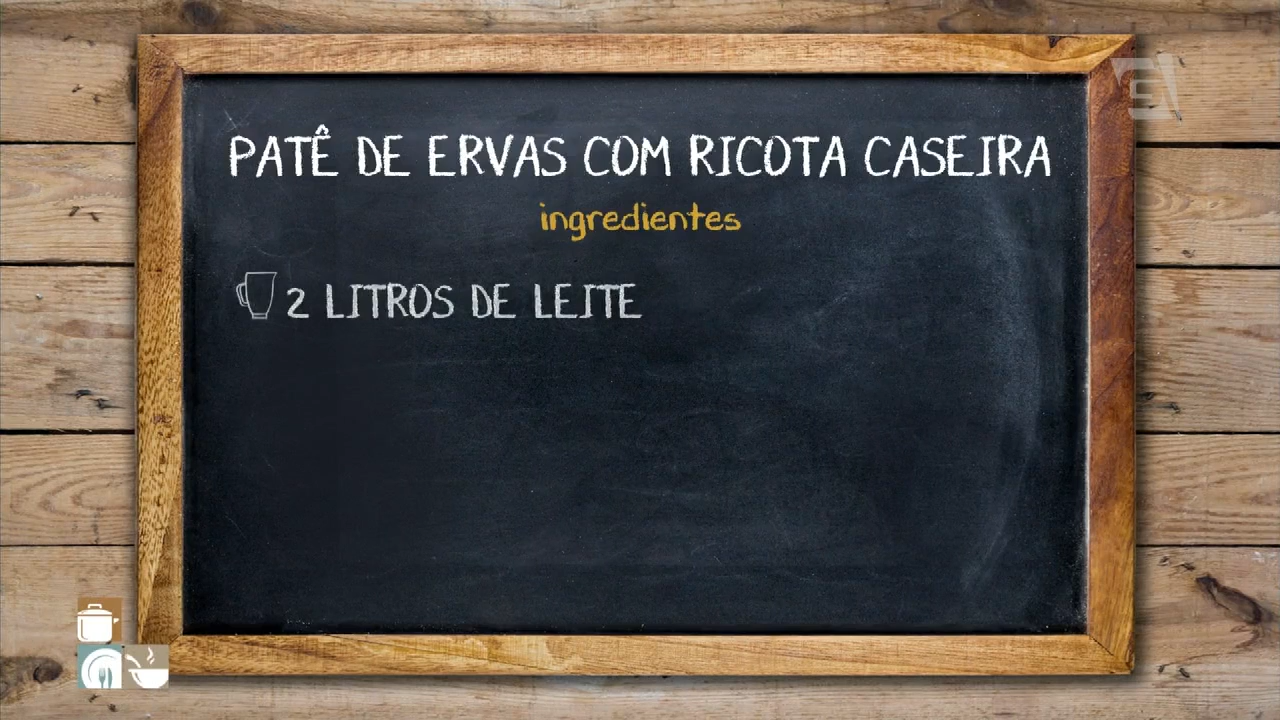 PATÊ DE ERVAS COM RICOTA CASEIRA
ingredientes
2 LITROS DE LEITE